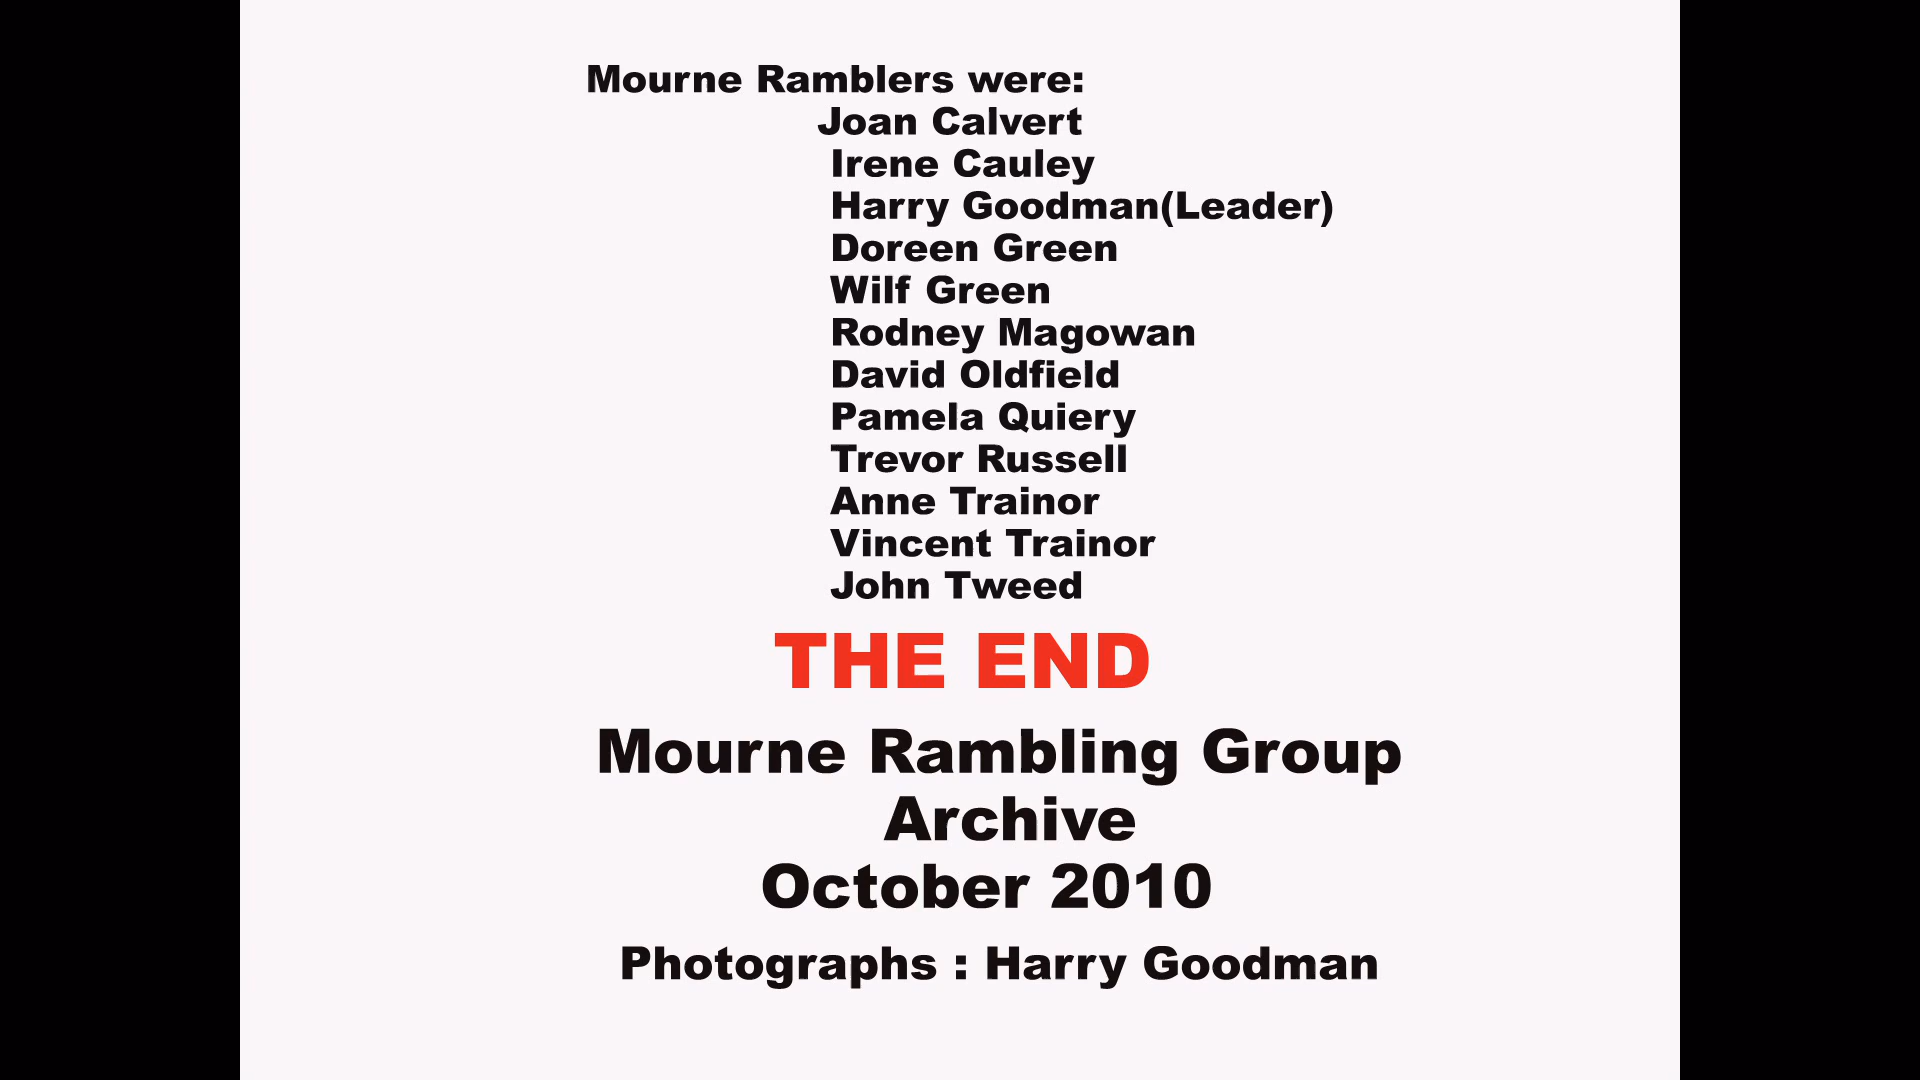 Mourne Ramblers were:
Joan Calvert
Irene Cauley
Harry Goodman(Leader)
Doreen Green
Wilf Green
Rodney Magowan
David Oldfield
Pamela Quiery
Trevor Russell
Anne Trainor
Vincent Trainor
John Tweed
THE END
Mourne Rambling Group
Archive
October 2010
Photographs : Harry Goodman